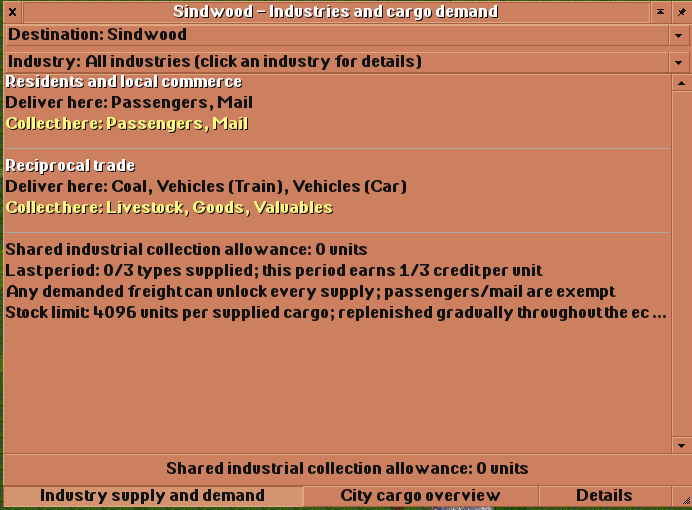 X Sindwood - Industries and cargo demand
Destination: Sindwood
Industry: All industries (click an industry for details)
Residents and local commerce
Deliver here: Passengers, Mail
Collect here: Passengers, Mail
Reciprocal trade
Deliver here: Coal, Vehicles (Train), Vehicles (Car)
Collect here: Livestock, Goods, Valuables
Shared industrial collection allowance: 0 units
Last period: 0/3 types supplied; this period earns 1/3 credit per unit
Any demanded freight can unlock every supply; passengers/mail are exempt
Stock limit: 4096 units per supplied cargo; replenished gradually throughout the ec ...
Shared industrial collection allowance: 0 units
Industry supply and demand City cargo overview Details